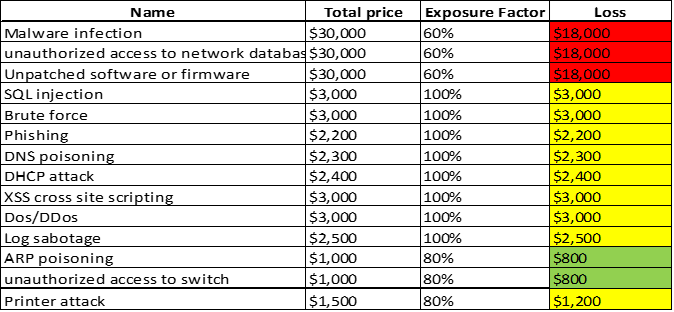 Name Total price Exposure Factor Loss
Malware infection $30,000 60% $18,000
unauthorized access to network databas $30,000 60% $18,000
Unpatched software or firmware $30,000 60% $18,000
SQL injection $3,000 100% $3,000
Brute force $3,000 100% $3,000
Phishing $2,200 100% $2,200
DNS poisoning $2,300 100% $2,300
DHCP attack $2,400 100% $2,400
XSS cross site scripting $3,000 100% $3,000
Dos/DDos $3,000 100% $3,000
Log sabotage $2,500 100% $2,500
ARP poisoning $1,000 80% $800
unauthorized access to switch $1,000 80% $800
Printer attack $1,500 80% $1,200